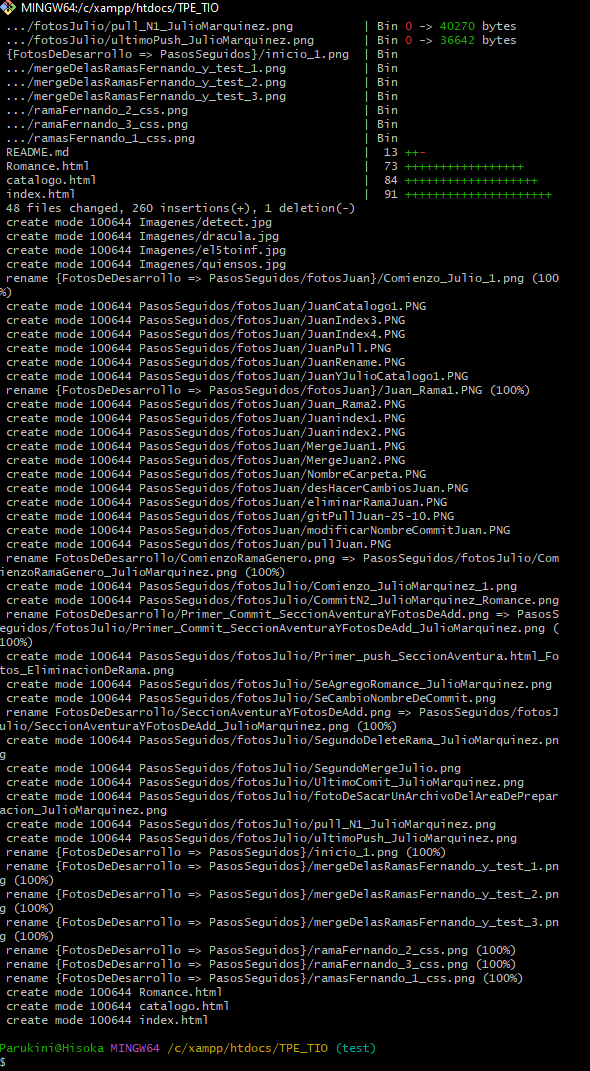 MINGW64:/c/xampp/htdocs/TPE_TIO
.../fotosJulio/pull_N1_JulioMarquinez.png | Bin 0 -> 40270 bytes
.../fotosJulio/ultimoPush_JulioMarquinez.png | Bin 0 -> 36642 bytes
{FotosDeDesarrollo => PasosSeguidos}/inicio_1.png | Bin
.../mergeDelasRamasFernando_y_test_1.png | Bin
.../mergeDelasRamasFernando_y_test_2.png | Bin
.../mergeDelasRamasFernando_y_test_3.png | Bin
.../ramaFernando_2_css.png | Bin
.../ramaFernando_3_css.png | Bin
.../ramasFernando_1_css.png | Bin
README.md | 13 ++-
Romance.html | 73 +++++++++++++++++
catalogo.html | 84 +++++++++++++++++++
index.html | 91 +++++++++++++++++++++
48 files changed, 260 insertions(+), 1 deletion(-)
create mode 100644 Imagenes/detect.jpg
create mode 100644 Imagenes/dracula.jpg
create mode 100644 Imagenes/el5toinf.jpg
create mode 100644 Imagenes/quiensos.jpg
rename {FotosDeDesarrollo => PasosSeguidos/fotosJuan}/Comienzo_Julio_1.png (100
%)
create mode 100644 PasosSeguidos/fotosJuan/JuanCatalogo1.PNG
create mode 100644 PasosSeguidos/fotosJuan/JuanIndex3.PNG
create mode 100644 PasosSeguidos/fotosJuan/JuanIndex4.PNG
create mode 100644 PasosSeguidos/fotosJuan/JuanPull.PNG
create mode 100644 PasosSeguidos/fotosJuan/JuanRename.PNG
create mode 100644 PasosSeguidos/fotosJuan/JuanYJulioCatalogo1.PNG
rename {FotosDeDesarrollo => PasosSeguidos/fotosJuan}/Juan_Rama1.PNG (100%)
create mode 100644 PasosSeguidos/fotosJuan/Juan_Rama2.PNG
create mode 100644 PasosSeguidos/fotosJuan/Juanindex1.PNG
create mode 100644 PasosSeguidos/fotosJuan/Juanindex2.PNG
create mode 100644 PasosSeguidos/fotosJuan/MergeJuan1.PNG
create mode 100644 PasosSeguidos/fotosJuan/MergeJuan2.PNG
create mode 100644 PasosSeguidos/fotosJuan/NombreCarpeta.PNG
create mode 100644 PasosSeguidos/fotosJuan/desHacerCambiosJuan.PNG
create mode 100644 PasosSeguidos/fotosJuan/eliminarRamaJuan.PNG
create mode 100644 PasosSeguidos/fotosJuan/gitPullJuan-25-10.PNG
create mode 100644 PasosSeguidos/fotosJuan/modificarNombreCommitJuan.PNG
create mode 100644 PasosSeguidos/fotosJuan/pullJuan.PNG
rename FotosDeDesarrollo/ComienzoRamaGenero.png => PasosSeguidos/fotosJulio/Com
ienzoRamaGenero_JulioMarquinez.png (100%)
create mode 100644 PasosSeguidos/fotosJulio/Comienzo_JulioMarquinez_1.png
create mode 100644 PasosSeguidos/fotosJulio/CommitN2_JulioMarquinez_Romance.png
rename FotosDeDesarrollo/Primer_Commit_SeccionAventuraYFotosDeAdd.png => PasosS
eguidos/fotosJulio/Primer_Commit_SeccionAventuraYFotosDeAdd_JulioMarquinez.png (
100%)
create mode 100644 PasosSeguidos/fotosJulio/Primer_push_SeccionAventura.html_Fo
tos_EliminacionDeRama.png
create mode 100644 PasosSeguidos/fotosJulio/SeAgregoRomance_JulioMarquinez.png
create mode 100644 PasosSeguidos/fotosJulio/SeCambioNombreDeCommit.png
rename FotosDeDesarrollo/SeccionAventuraYFotosDeAdd.png => PasosSeguidos/fotosJ
ulio/SeccionAventuraYFotosDeAdd_JulioMarquinez.png (100%)
create mode 100644 PasosSeguidos/fotosJulio/SegundoDeleteRama_JulioMarquinez.pn
g
create mode 100644 PasosSeguidos/fotosJulio/SegundoMergeJulio.png
create mode 100644 PasosSeguidos/fotosJulio/UltimoComit_JulioMarquinez.png
create mode 100644 PasosSeguidos/fotosJulio/fotoDeSacarUnArchivoDelAreaDePrepar
acion_JulioMarquinez.png
create mode 100644 PasosSeguidos/fotosJulio/pull_N1_JulioMarquinez.png
create mode 100644 PasosSeguidos/fotosJulio/ultimoPush_JulioMarquinez.png
rename {FotosDeDesarrollo => PasosSeguidos}/inicio_1.png (100%)
rename {FotosDeDesarrollo => PasosSeguidos}/mergeDelasRamasFernando_y_test_1.pn
g (100%)
rename {FotosDeDesarrollo => PasosSeguidos}/mergeDelasRamasFernando_y_test_2.pn
g (100%)
rename {FotosDeDesarrollo => PasosSeguidos}/mergeDelasRamasFernando_y_test_3.pn
g (100%)
rename {FotosDeDesarrollo => PasosSeguidos}/ramaFernando_2_css.png (100%)
rename {FotosDeDesarrollo => PasosSeguidos}/ramaFernando_3_css.png (100%)
rename {FotosDeDesarrollo => PasosSeguidos}/ramasFernando_1_css.png (100%)
create mode 100644 Romance.html
create mode 100644 catalogo.html
create mode 100644 index.html
Parukini@Hisoka MINGW64 /c/xampp/htdocs/TPE_TIO (test)
$